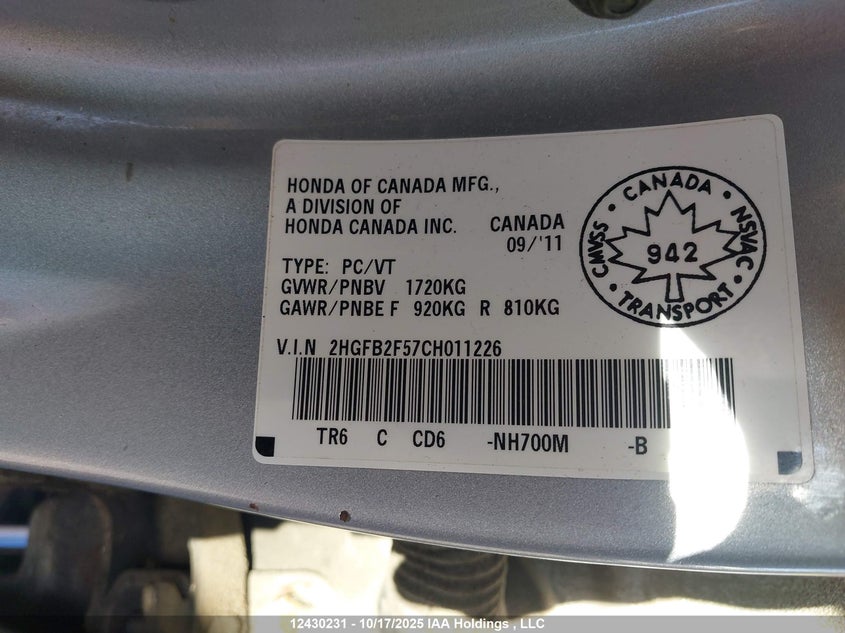 HONDA OF CANADA MFG.,
A DIVISION OF
HONDA CANADA INC.
CANADA
09/'11
TYPE: PC/VT
GVWR/PNBV 1720KG
GAWR/PNBE F 920KG R 810KG
V.I.N 2HGFB2F57CH011226
TR6 C CD6 -NH700M -B
• CANADA •
CMVSS
NSVAC
942
• TRANSPORT •
12430231 - 10/17/2025 IAA Holdings , LLC